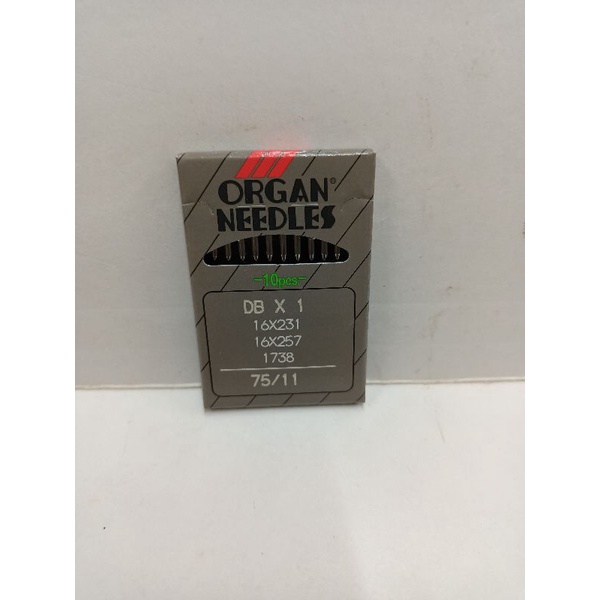 ORGAN®
NEEDLES
-10pcs-
DB X 1
16X231
16X257
1738
75/11